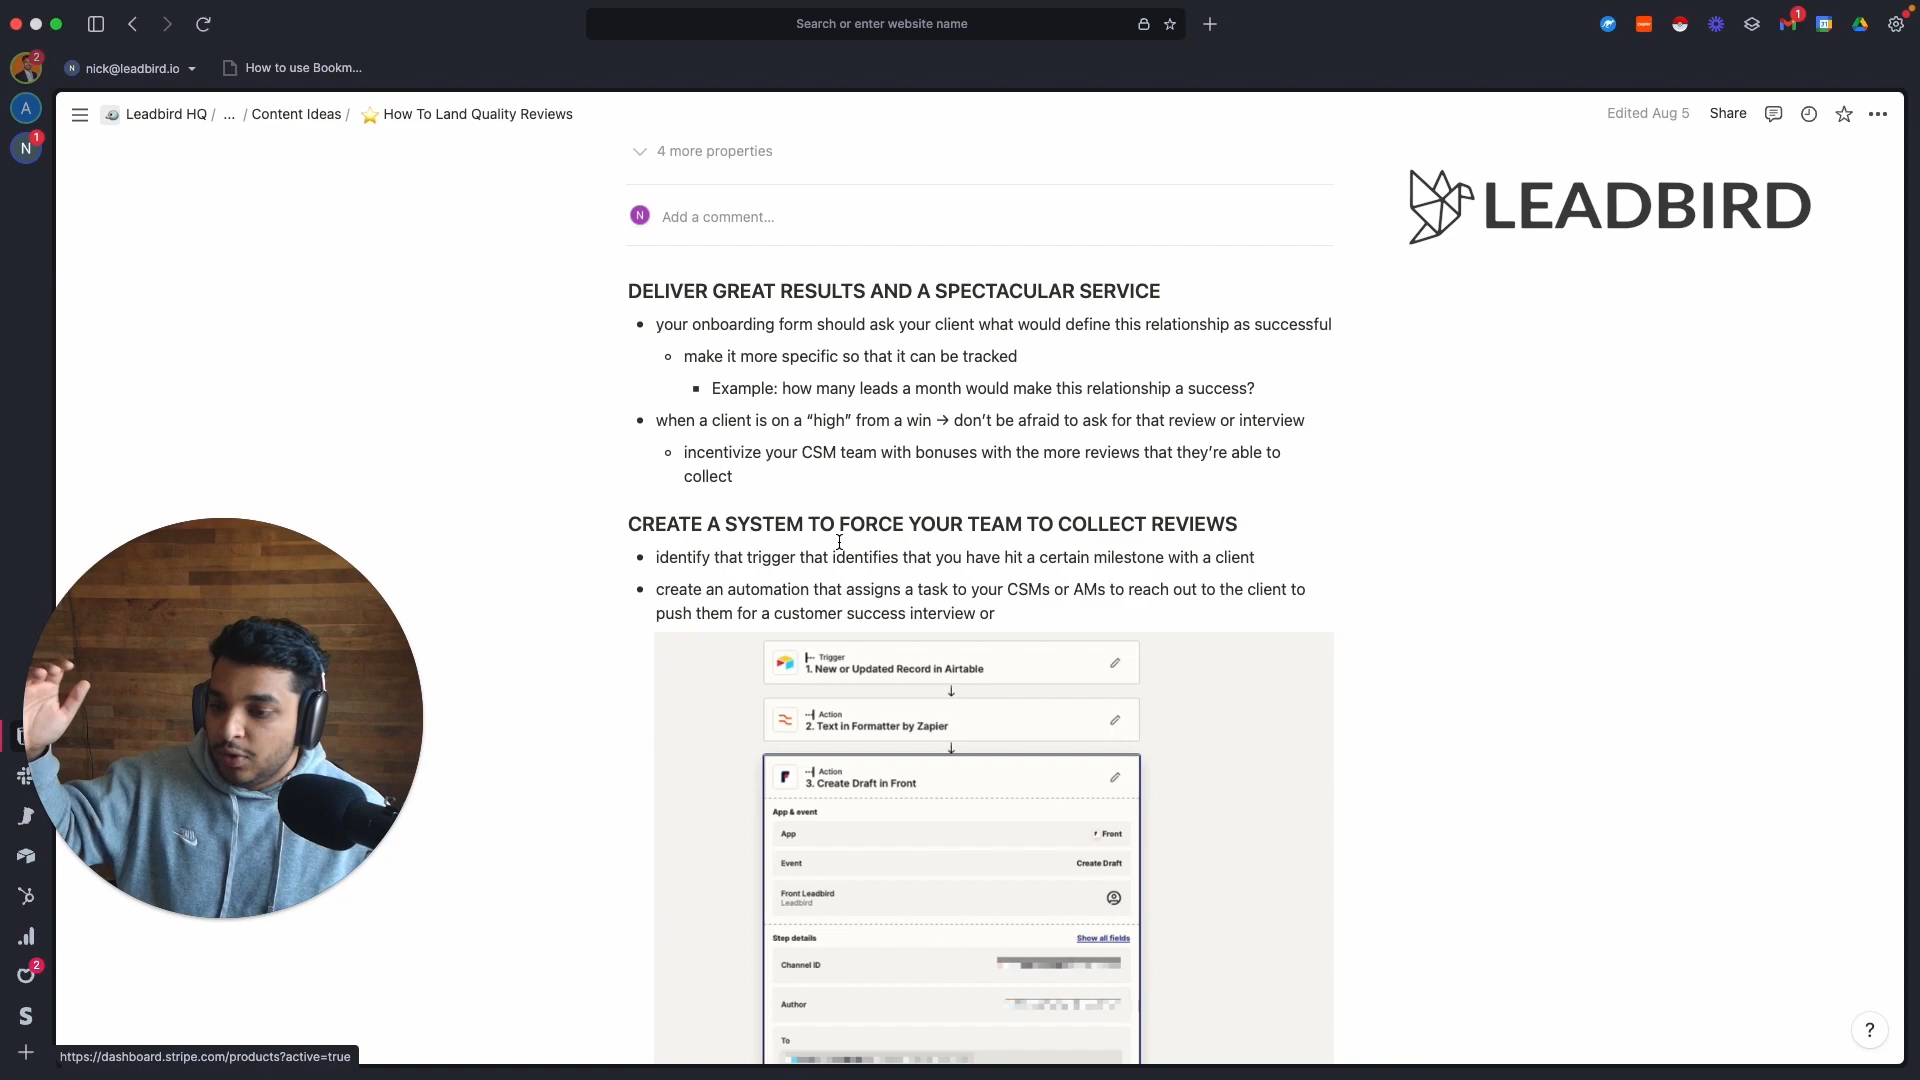 Search or enter website name
1
31
2
N nick@leadbird.io
How to use Bookm...
A
N
1
Leadbird HQ / ... / Content Ideas / ⭐ How To Land Quality Reviews
Edited Aug 5
Share
4 more properties
LEADBIRD
N Add a comment...
DELIVER GREAT RESULTS AND A SPECTACULAR SERVICE
• your onboarding form should ask your client what would define this relationship as successful
◦ make it more specific so that it can be tracked
▪ Example: how many leads a month would make this relationship a success?
• when a client is on a “high” from a win → don’t be afraid to ask for that review or interview
◦ incentivize your CSM team with bonuses with the more reviews that they’re able to
collect
CREATE A SYSTEM TO FORCE YOUR TEAM TO COLLECT REVIEWS
• identify that trigger that identifies that you have hit a certain milestone with a client
• create an automation that assigns a task to your CSMs or AMs to reach out to the client to
push them for a customer success interview or
Trigger
1. New or Updated Record in Airtable
Action
2. Text in Formatter by Zapier
Action
3. Create Draft in Front
App & event
App
Front
Event
Create Draft
Front Leadbird
Leadbird
Step details
Show all fields
Channel ID
Author
To
2
S
?
https://dashboard.stripe.com/products?active=true